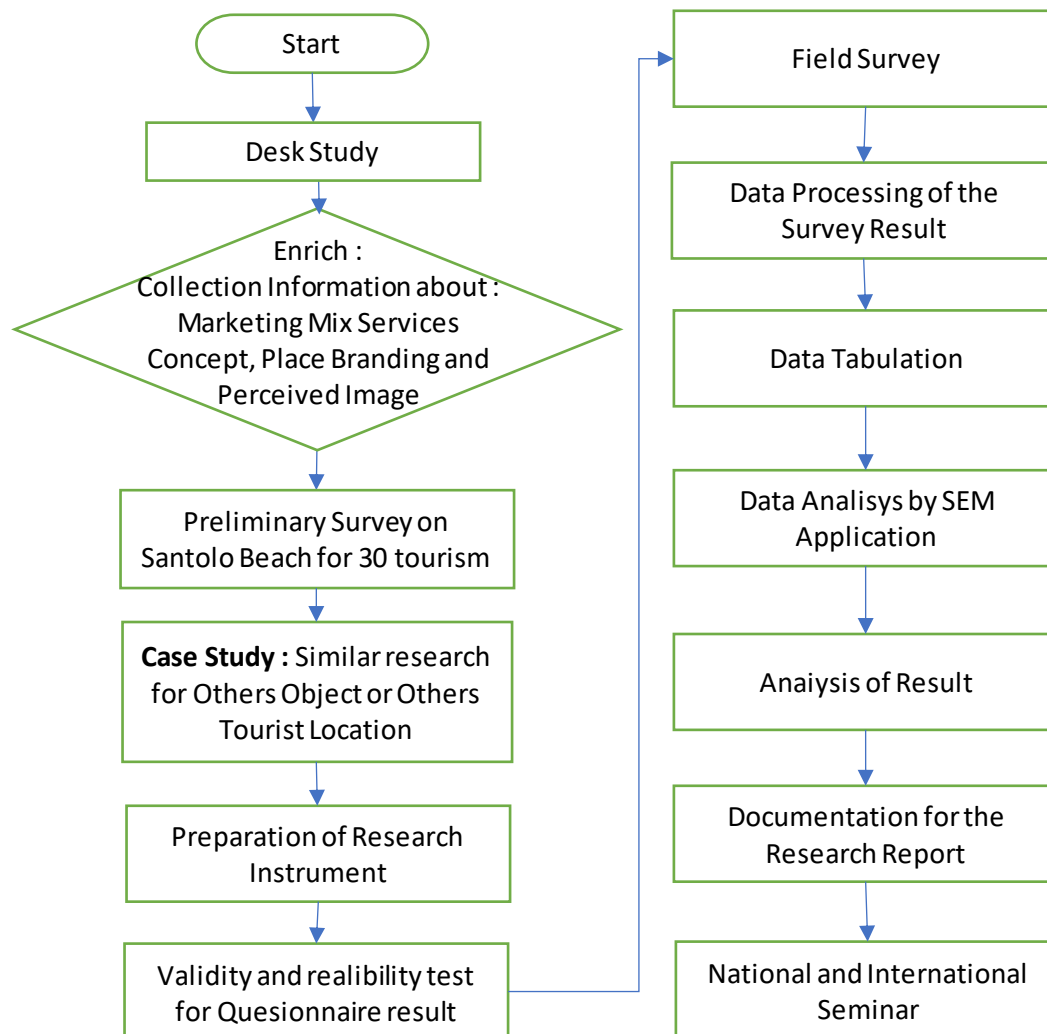 Start
Desk Study
Enrich :
Collection Information about :
Marketing Mix Services
Concept, Place Branding and
Perceived Image
Preliminary Survey on
Santolo Beach for 30 tourism
Case Study : Similar research
for Others Object or Others
Tourist Location
Preparation of Research
Instrument
Validity and realibility test
for Quesionnaire result
Field Survey
Data Processing of the
Survey Result
Data Tabulation
Data Analisys by SEM
Application
Anaiysis of Result
Documentation for the
Research Report
National and International
Seminar